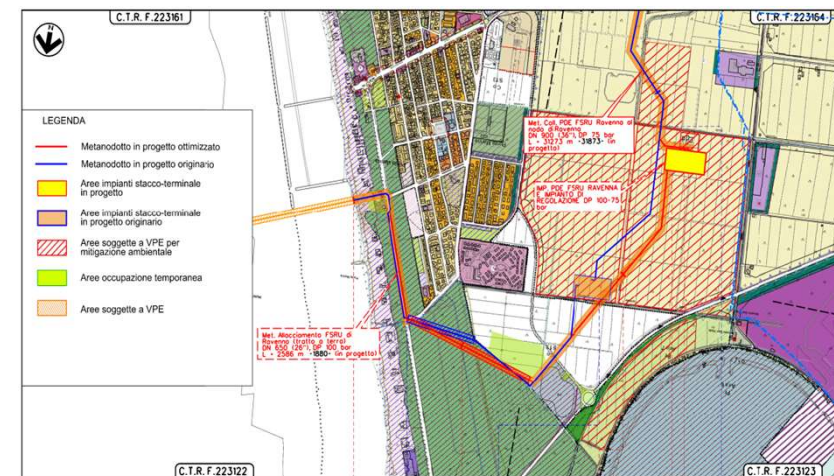 C.T.R. F.223161
C.T.R. F.223164
LEGENDA
Metanodotto in progetto ottimizzato
Metanodotto in progetto originario
Aree impianti stacco-terminale
in progetto
Aree impianti stacco-terminale
in progetto originario
Aree soggette a VPE per
mitigazione ambientale
Aree occupazione temporanea
Aree soggette a VPE
Met. Coll. PDE FSRU Ravenna al
nodo di Ravenna
DN 900 (36"), DP 75 bar
L = 31273 m -31873- (in
progetto)
IMP. PDE FSRU RAVENNA
E IMPIANTO DI
REGOLAZIONE DP 100-75
bar
Met. Allacciamento FSRU di
Ravenna (tratto a terra)
DN 650 (26"), DP 100 bar
L = 2586 m -1880- (in progetto)
C.T.R. F.223122
C.T.R. F.223123